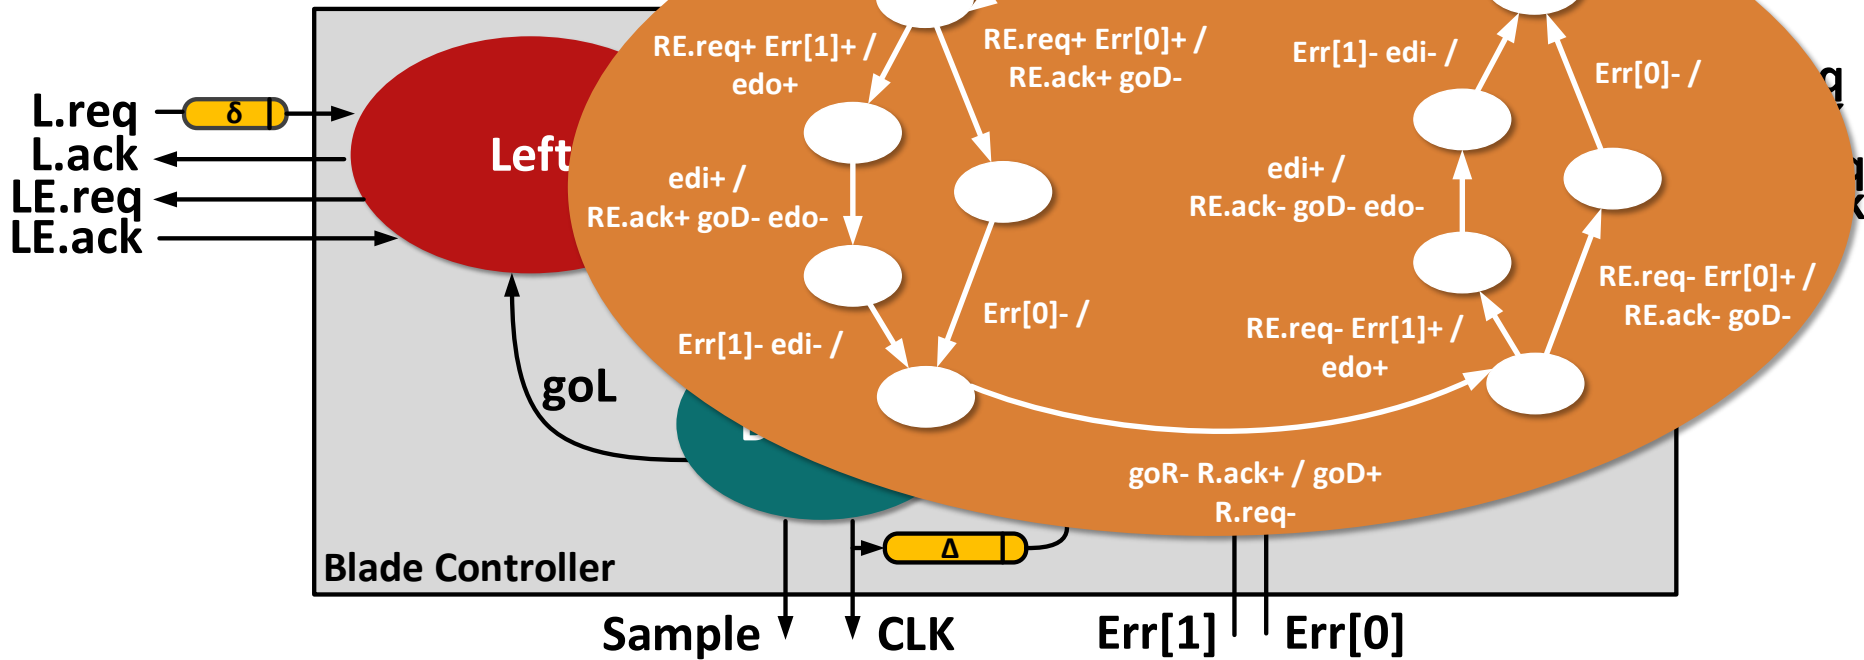 L.req
δ
L.ack
LE.req
LE.ack
Left
goL
RE.req+ Err[1]+ /
edo+
RE.req+ Err[0]+ /
RE.ack+ goD-
edi+ /
RE.ack+ goD- edo-
Err[1]- edi- /
Err[0]- /
Err[1]- edi- /
Err[0]- /
edi+ /
RE.ack- goD- edo-
RE.req- Err[1]+ /
edo+
RE.req- Err[0]+ /
RE.ack- goD-
goR- R.ack+ / goD+
R.req-
Δ
Blade Controller
Sample
CLK
Err[1]
Err[0]